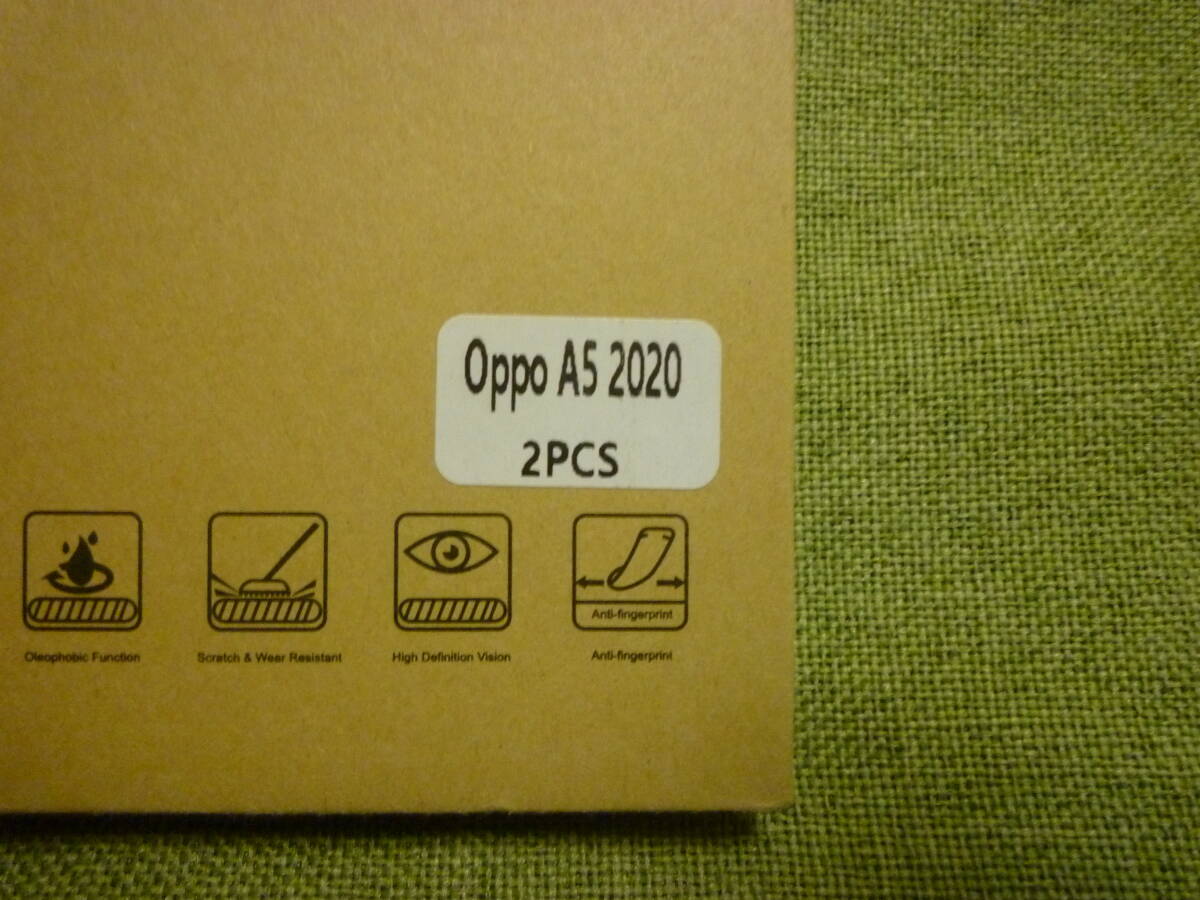 Oppo A5 2020
2PCS
Anti-fingerprint
Oleophobic Function
Scratch & Wear Resistant
High Definition Vision
Anti-fingerprint